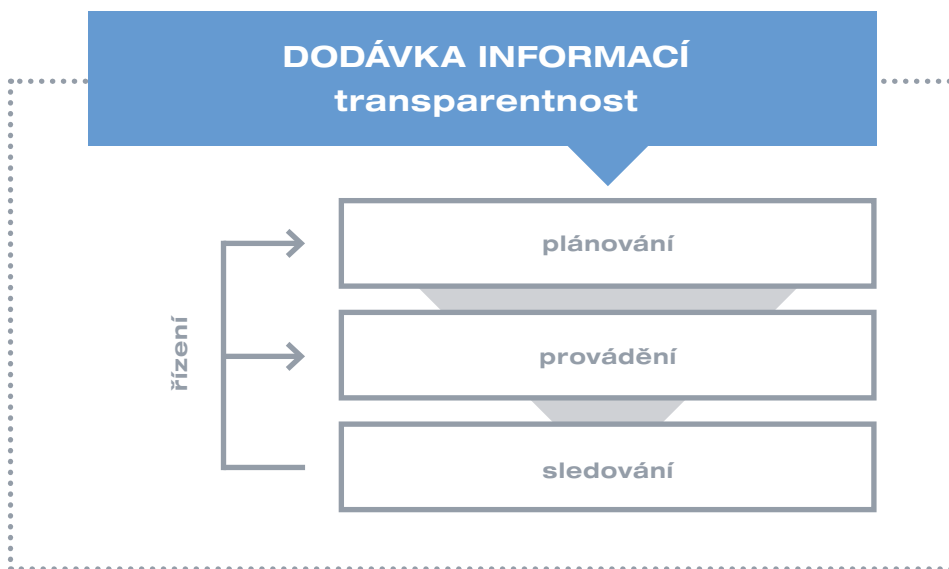 DODÁVKA INFORMACÍ
transparentnost
plánování
řízení
provádění
sledování